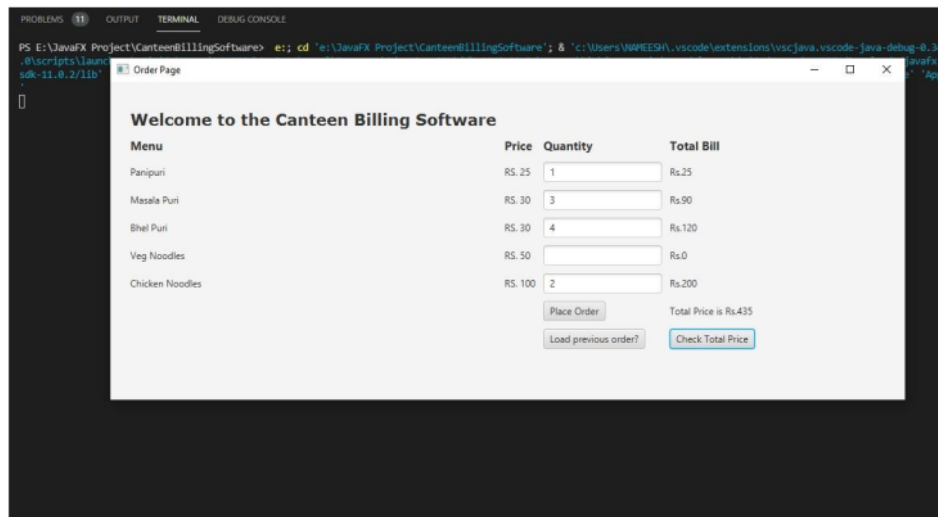 PROBLEMS 11 OUTPUT TERMINAL DEBUG CONSOLE
PS E:\JavaFX Project\CanteenBillingSoftware> e:; cd 'e:\JavaFX Project\CanteenBillingSoftware'; & 'c:\Users\NAMEESH\.vscode\extensions\vscjava.vscode-java-debug-0.3
.0\scripts\launc
javafx
sdk-11.0.2/lib'
'App
'
Order Page
Welcome to the Canteen Billing Software
Menu Price Quantity Total Bill
Panipuri RS. 25 1 Rs.25
Masala Puri RS. 30 3 Rs.90
Bhel Puri RS. 30 4 Rs.120
Veg Noodles RS. 50 Rs.0
Chicken Noodles RS. 100 2 Rs.200
Place Order Total Price is Rs.435
Load previous order? Check Total Price